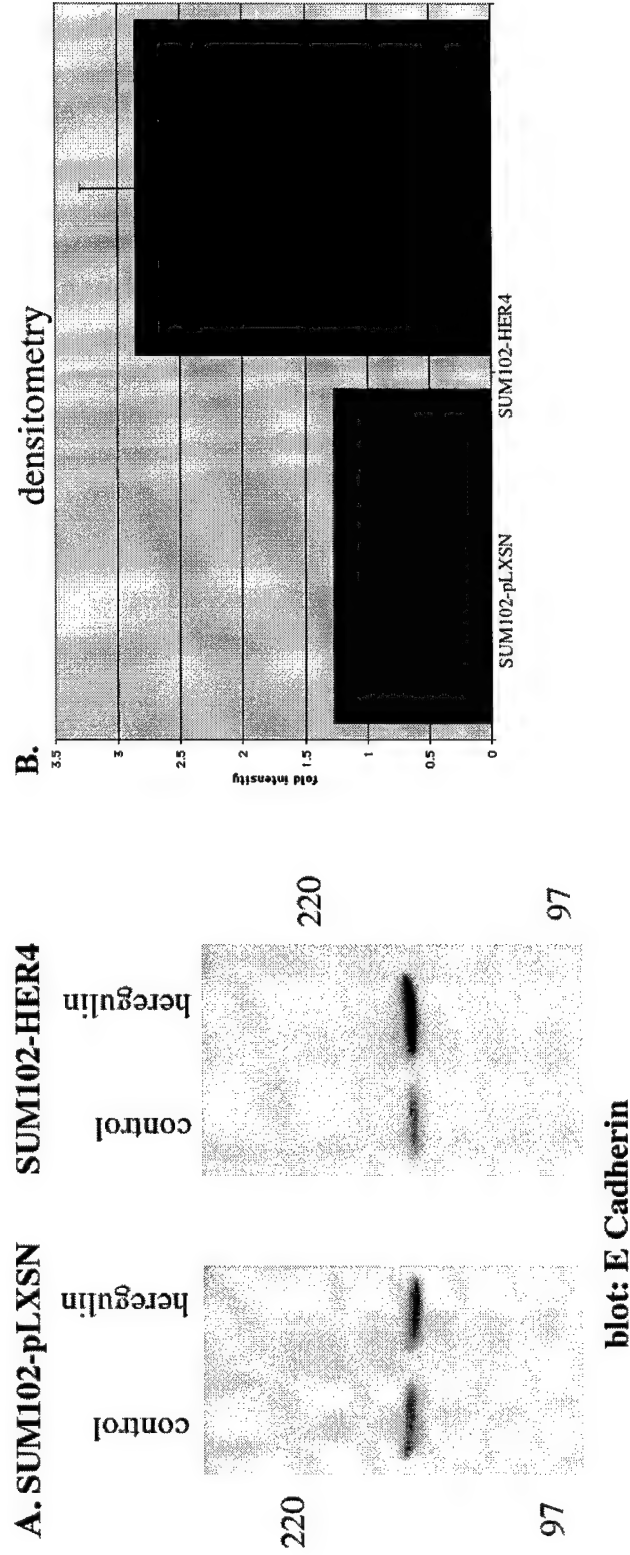 A. SUM102-pLXSN
SUM102-HER4
control
heregulin
control
heregulin
220
97
220
97
blot: E Cadherin
B.
densitometry
fold intensity
3.5
3
2.5
2
1.5
1
0.5
0
SUM102-pLXSN
SUM102-HER4